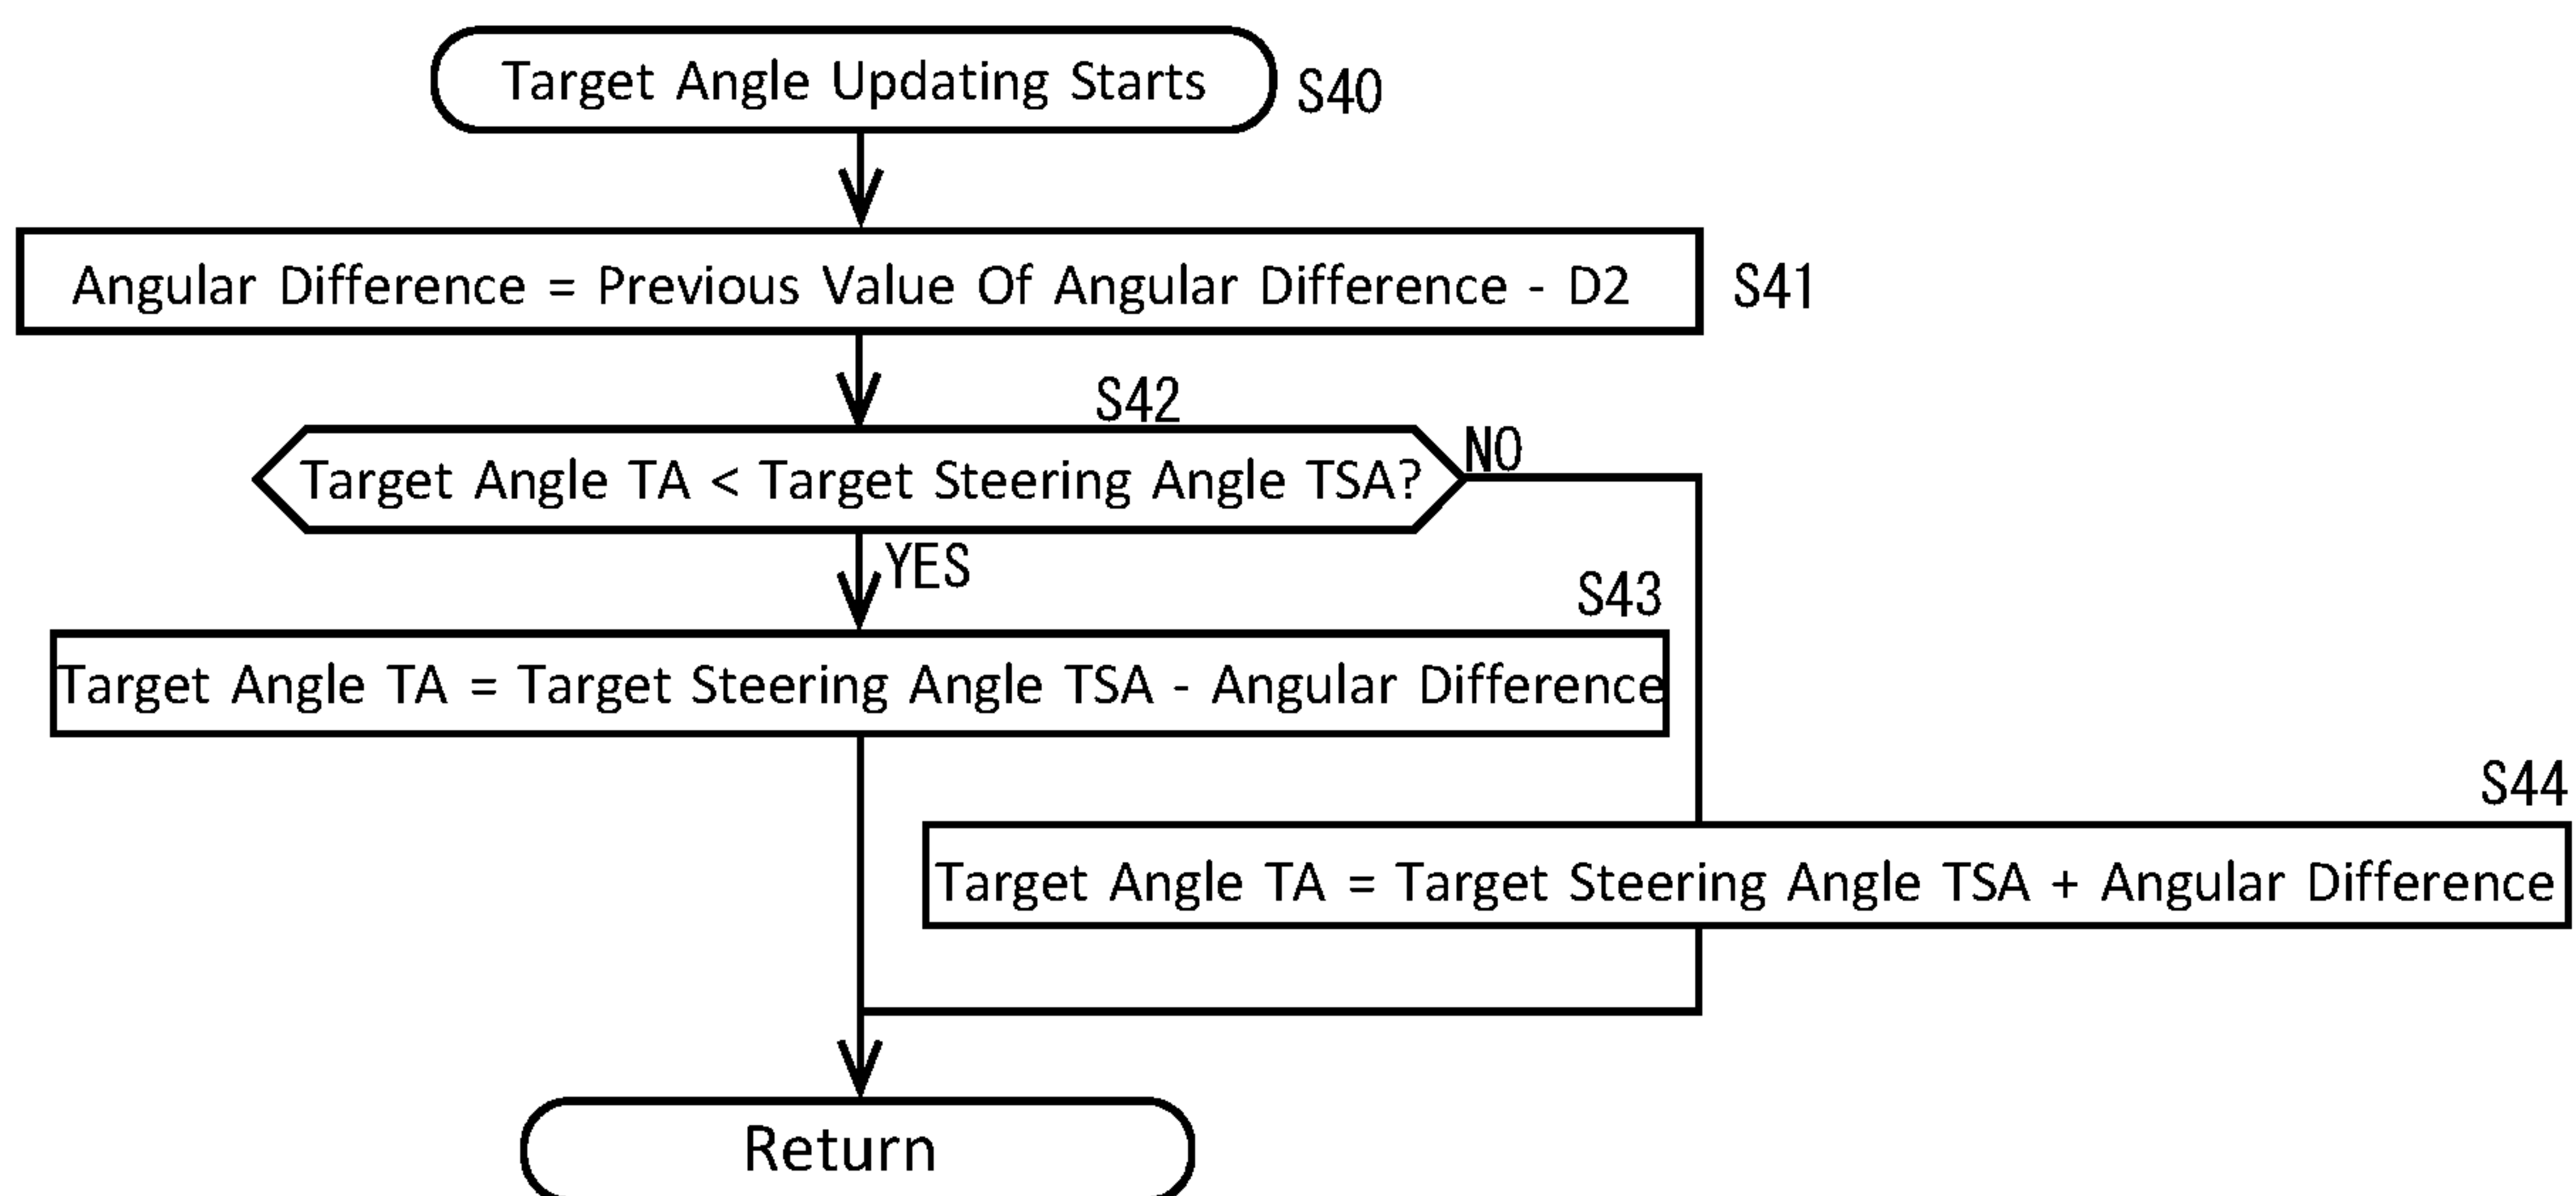 Target Angle Updating Starts
S40
Angular Difference = Previous Value Of Angular Difference - D2
S41
S42
Target Angle TA < Target Steering Angle TSA?
NO
YES
S43
Target Angle TA = Target Steering Angle TSA - Angular Difference
S44
Target Angle TA = Target Steering Angle TSA + Angular Difference
Return